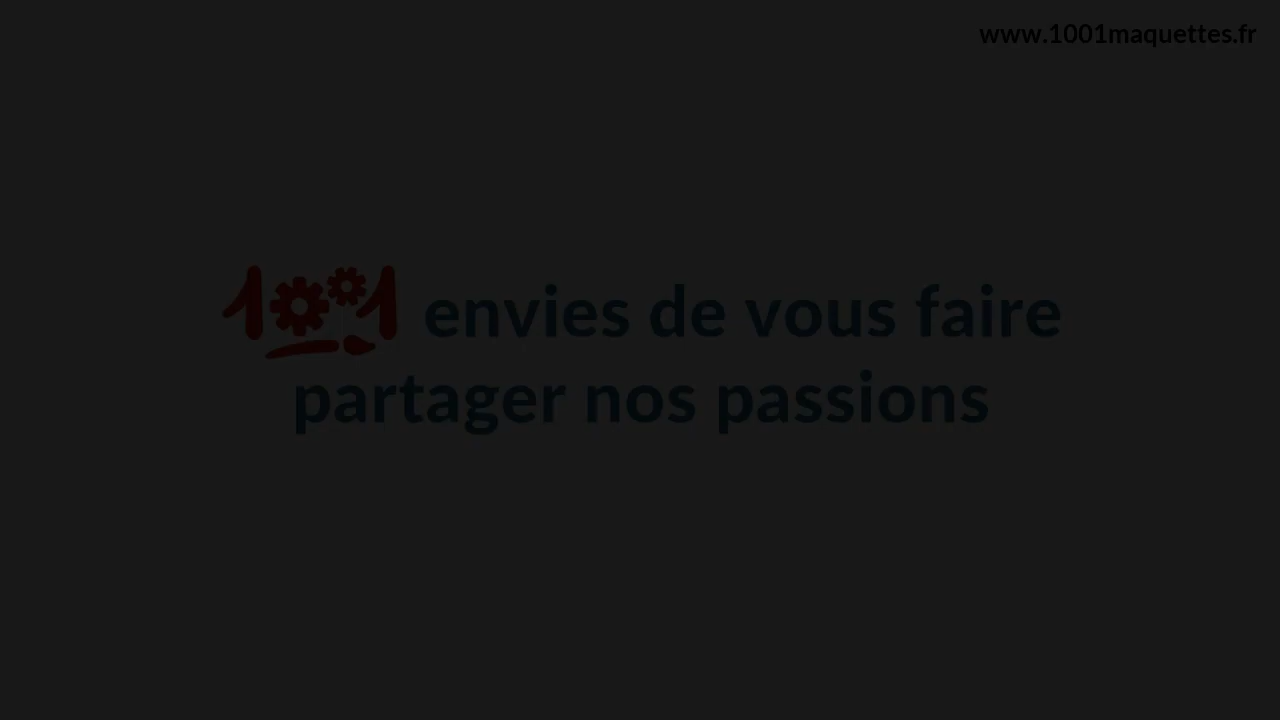 www.1001maquettes.fr
1001 envies de vous faire
partager nos passions